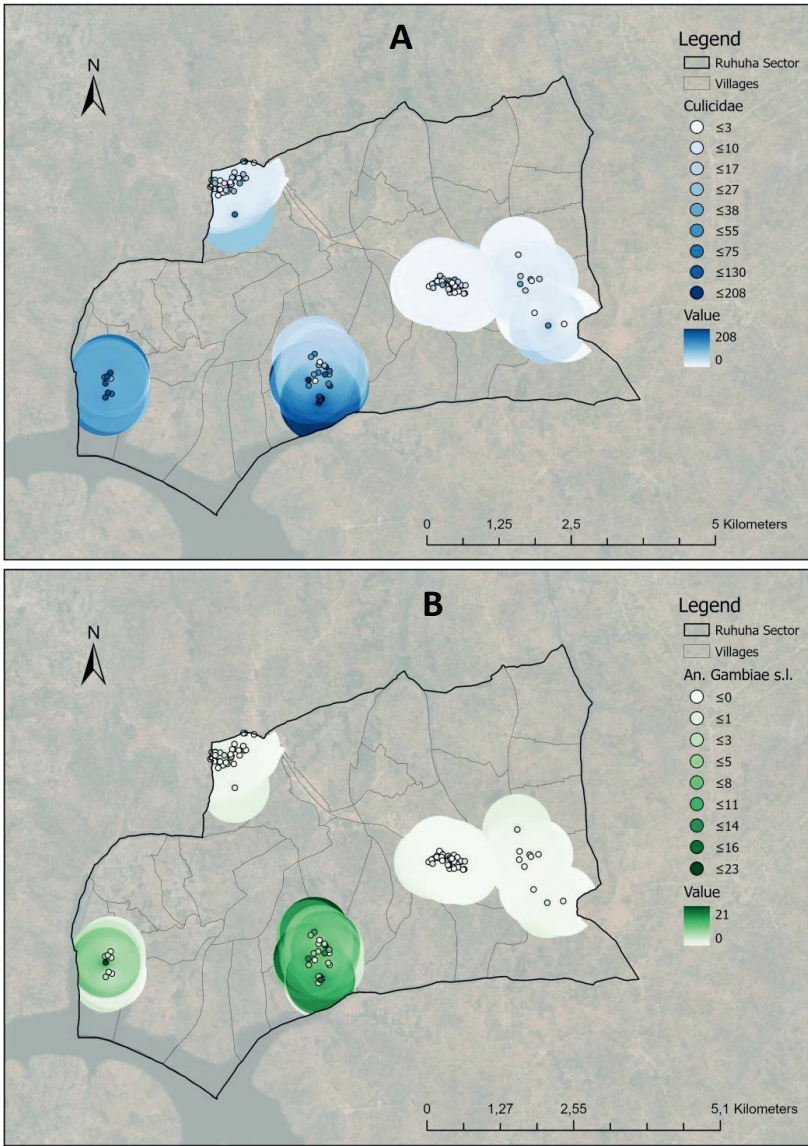 A
N
Legend
Ruhuha Sector
Villages
Culicidae
≤3
≤10
≤17
≤27
≤38
≤55
≤75
≤130
≤208
Value
208
0
0 1,25 2,5 5 Kilometers
B
N
Legend
Ruhuha Sector
Villages
An. Gambiae s.l.
≤0
≤1
≤3
≤5
≤8
≤11
≤14
≤16
≤23
Value
21
0
0 1,27 2,55 5,1 Kilometers